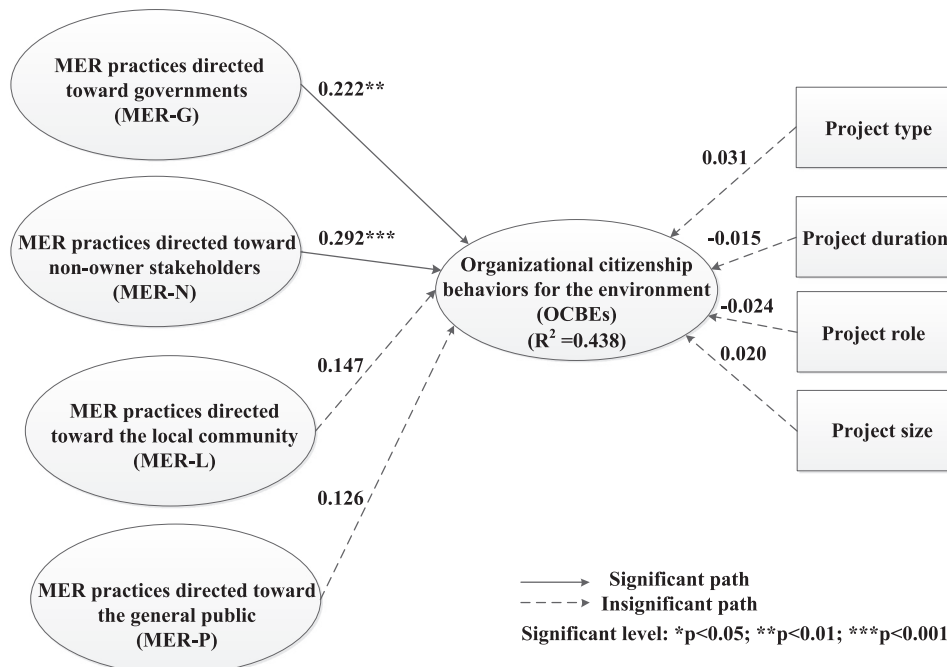 MER practices directed
toward governments
(MER-G)
0.222**
MER practices directed toward
non-owner stakeholders
(MER-N)
0.292***
MER practices directed
toward the local community
(MER-L)
0.147
MER practices directed toward
the general public
(MER-P)
0.126
Organizational citizenship
behaviors for the environment
(OCBEs)
(R² =0.438)
Project type
0.031
Project duration
-0.015
Project role
-0.024
Project size
0.020
Significant path
Insignificant path
Significant level: *p<0.05; **p<0.01; ***p<0.001